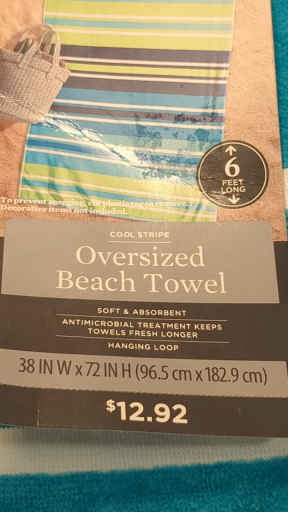 6
FEET
LONG
To prevent snagging, cut plastic tag to remove.
Decorative items not included.
COOL STRIPE
Oversized
Beach Towel
SOFT & ABSORBENT
ANTIMICROBIAL TREATMENT KEEPS
TOWELS FRESH LONGER
HANGING LOOP
38 IN W x 72 IN H (96.5 cm x 182.9 cm)
$12.92